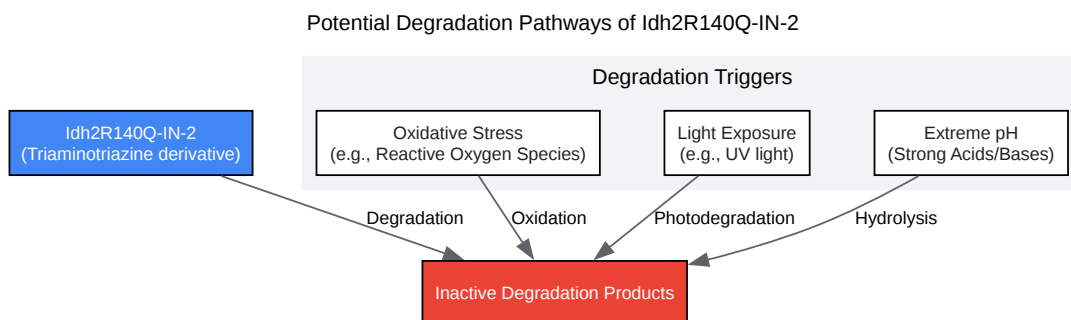 Potential Degradation Pathways of Idh2R140Q-IN-2
Degradation Triggers
Idh2R140Q-IN-2
(Triaminotriazine derivative)
Oxidative Stress
(e.g., Reactive Oxygen Species)
Light Exposure
(e.g., UV light)
Extreme pH
(Strong Acids/Bases)
Degradation
Oxidation
Photodegradation
Hydrolysis
Inactive Degradation Products